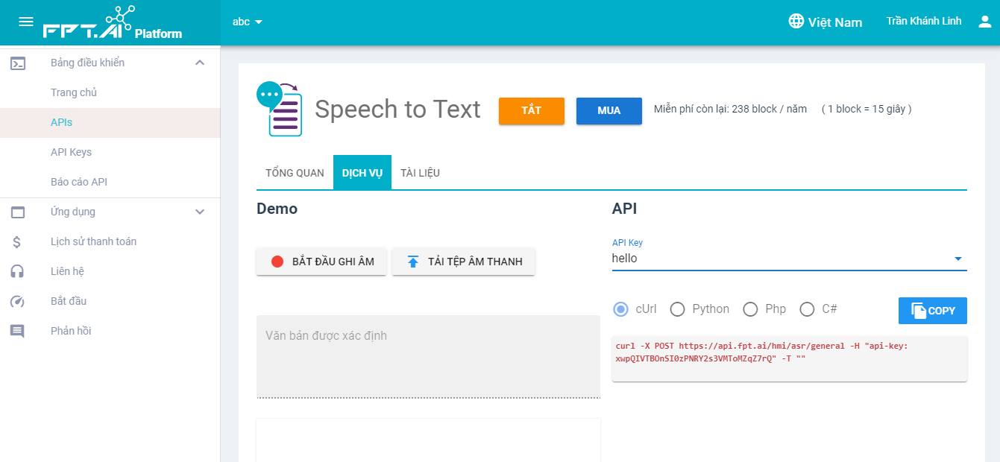 FPT.AI Platform
abc
Việt Nam
Trần Khánh Linh
Bảng điều khiển
Trang chủ
APIs
API Keys
Báo cáo API
Ứng dụng
Lịch sử thanh toán
Liên hệ
Bắt đầu
Phản hồi
Speech to Text
TẮT
MUA
Miễn phí còn lại: 238 block / năm ( 1 block = 15 giây )
TỔNG QUAN
DỊCH VỤ
TÀI LIỆU
Demo
BẮT ĐẦU GHI ÂM
TẢI TỆP ÂM THANH
Văn bản được xác định
API
API Key
hello
cUrl
Python
Php
C#
COPY
curl -X POST https://api.fpt.ai/hmi/asr/general -H "api-key:
xwpQIVTBOnSI0zPNRY2s3VMToMZqZ7rQ" -T ""